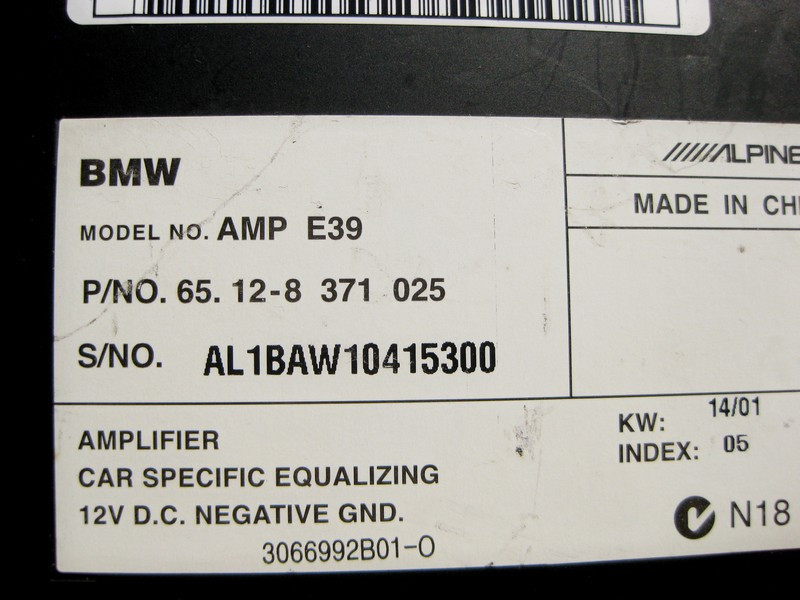 BMW
MODEL NO. AMP E39
P/NO. 65. 12-8 371 025
S/NO. AL1BAW10415300
ALPINE
MADE IN CHI
AMPLIFIER
CAR SPECIFIC EQUALIZING
12V D.C. NEGATIVE GND.
3066992B01-O
KW: 14/01
INDEX: 05
N18